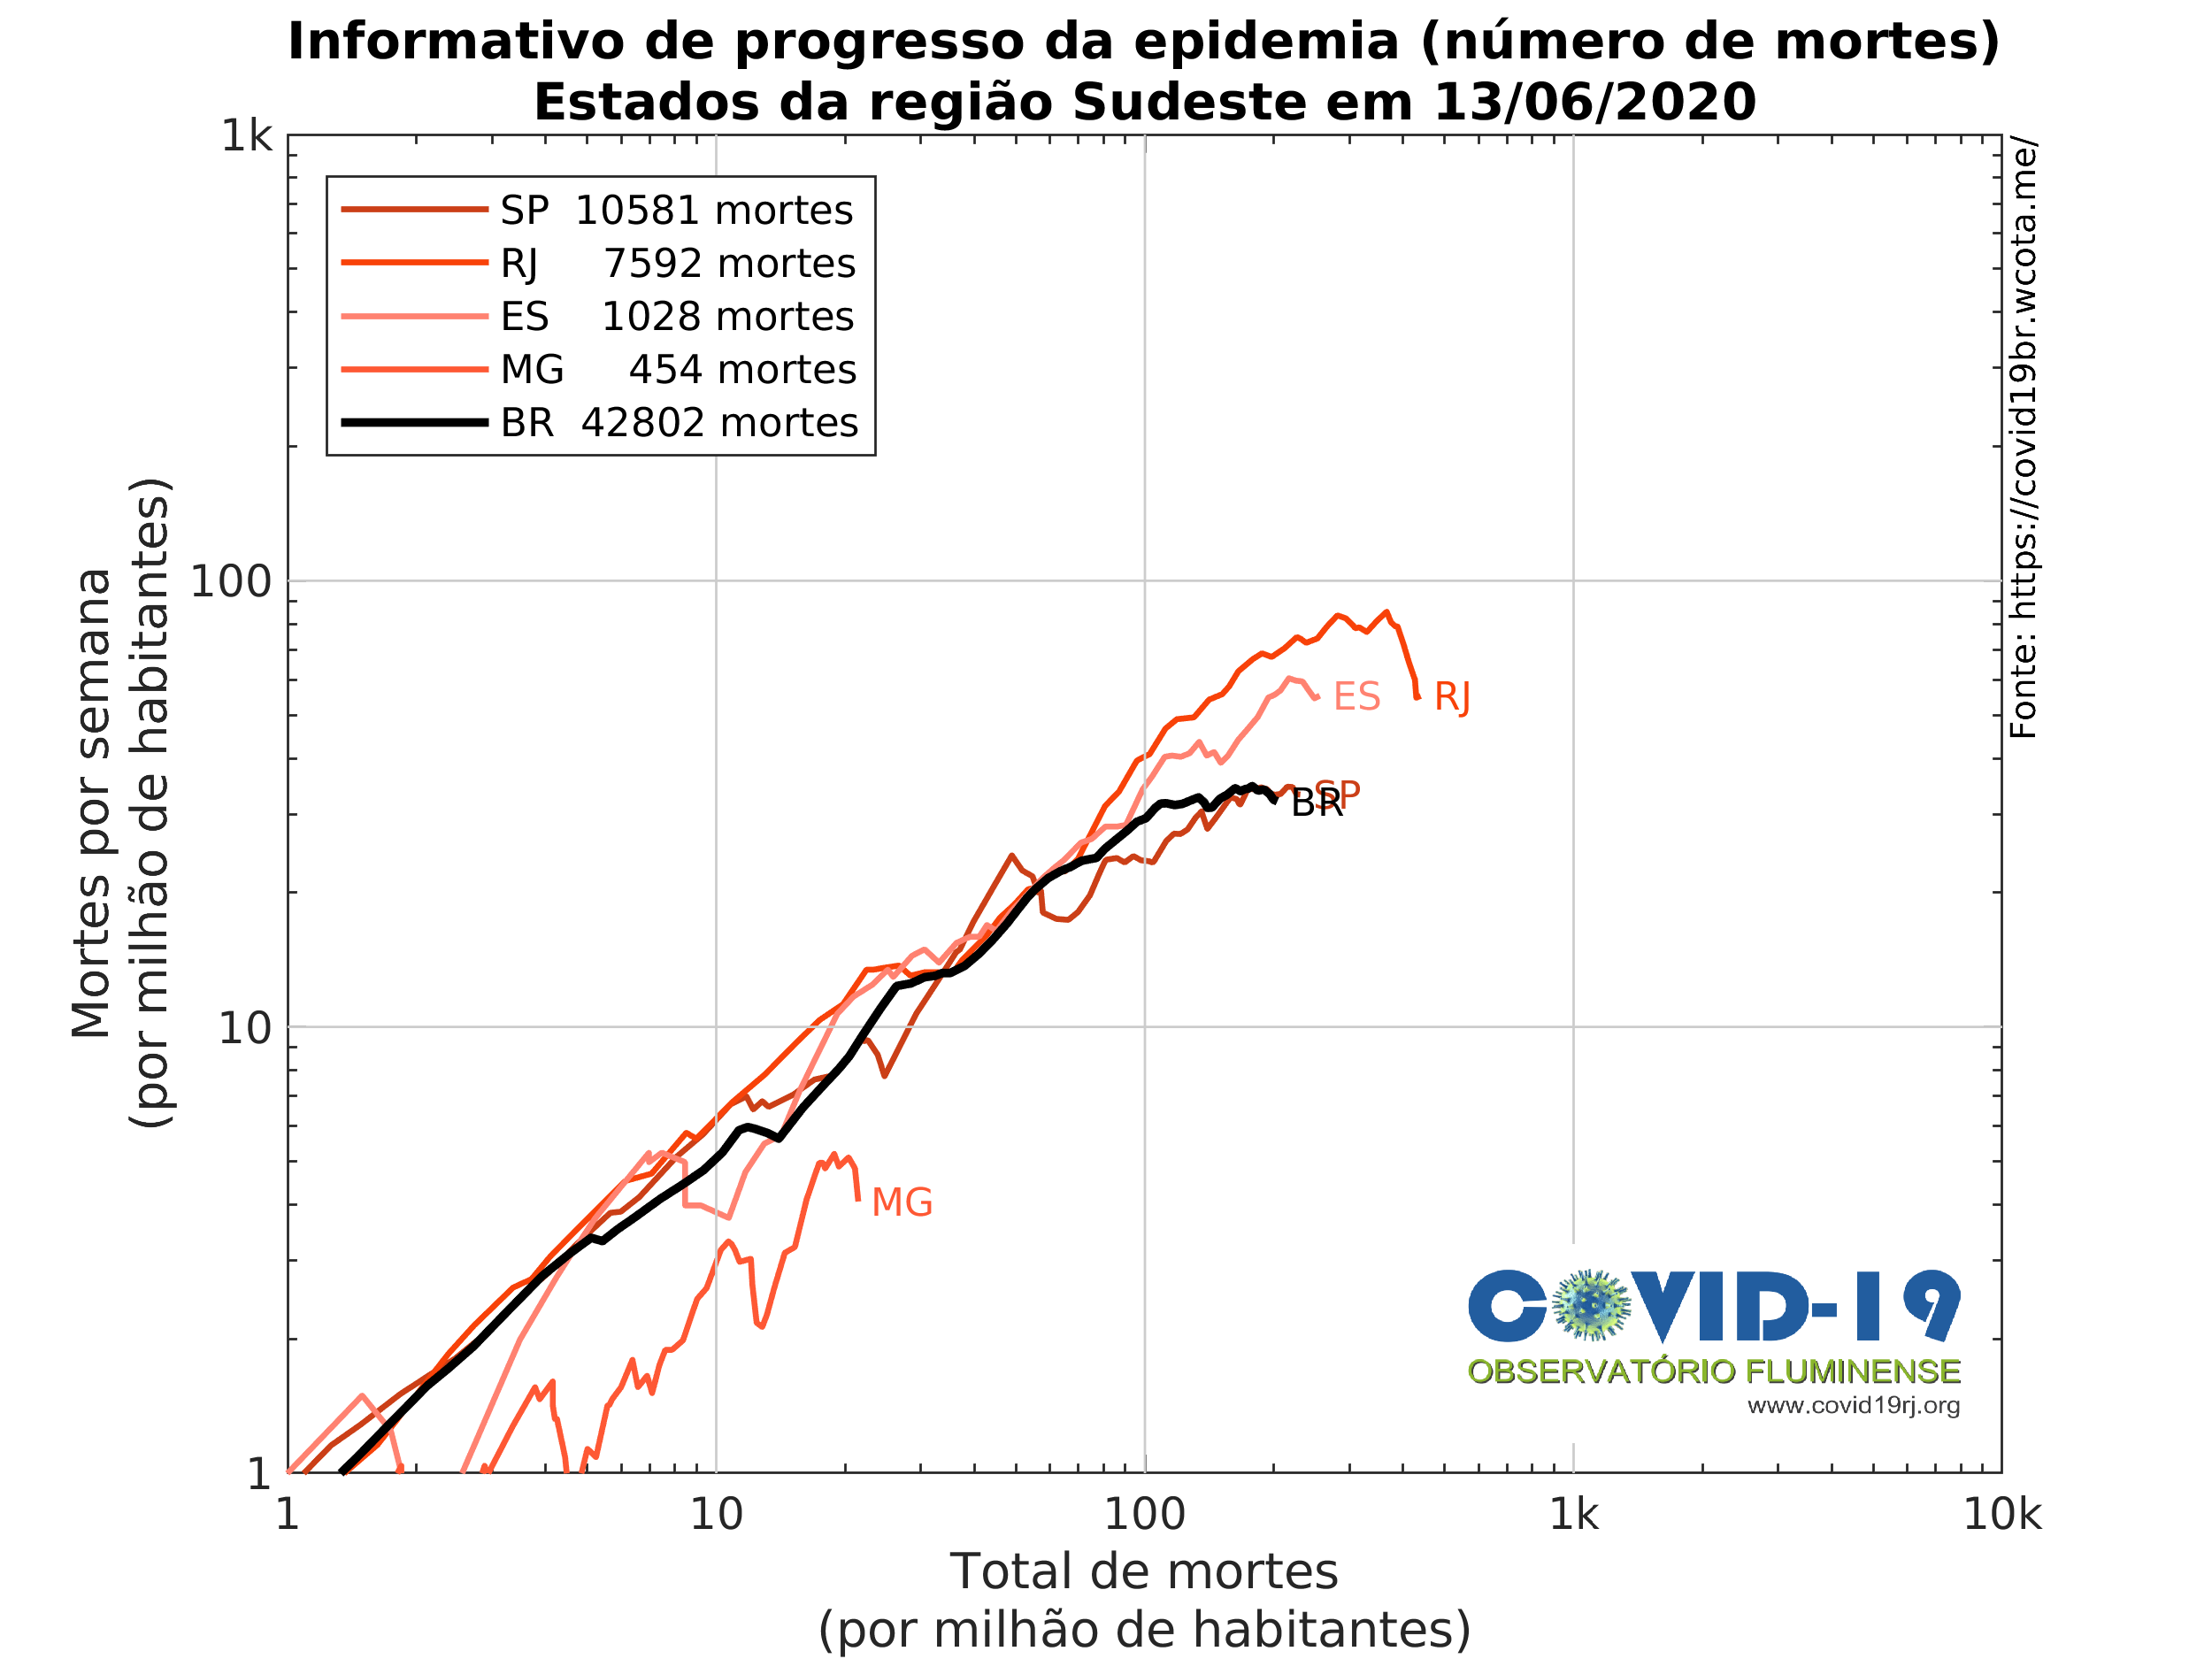 Informativo de progresso da epidemia (número de mortes)
Estados da região Sudeste em 13/06/2020
1k
100
10
1
Mortes por semana
(por milhão de habitantes)
SP 10581 mortes
RJ 7592 mortes
ES 1028 mortes
MG 454 mortes
BR 42802 mortes
ES
RJ
SP
BR
MG
Fonte: https://covid19br.wcota.me/
COVID-19
OBSERVATÓRIO FLUMINENSE
www.covid19rj.org
1
10
100
1k
10k
Total de mortes
(por milhão de habitantes)